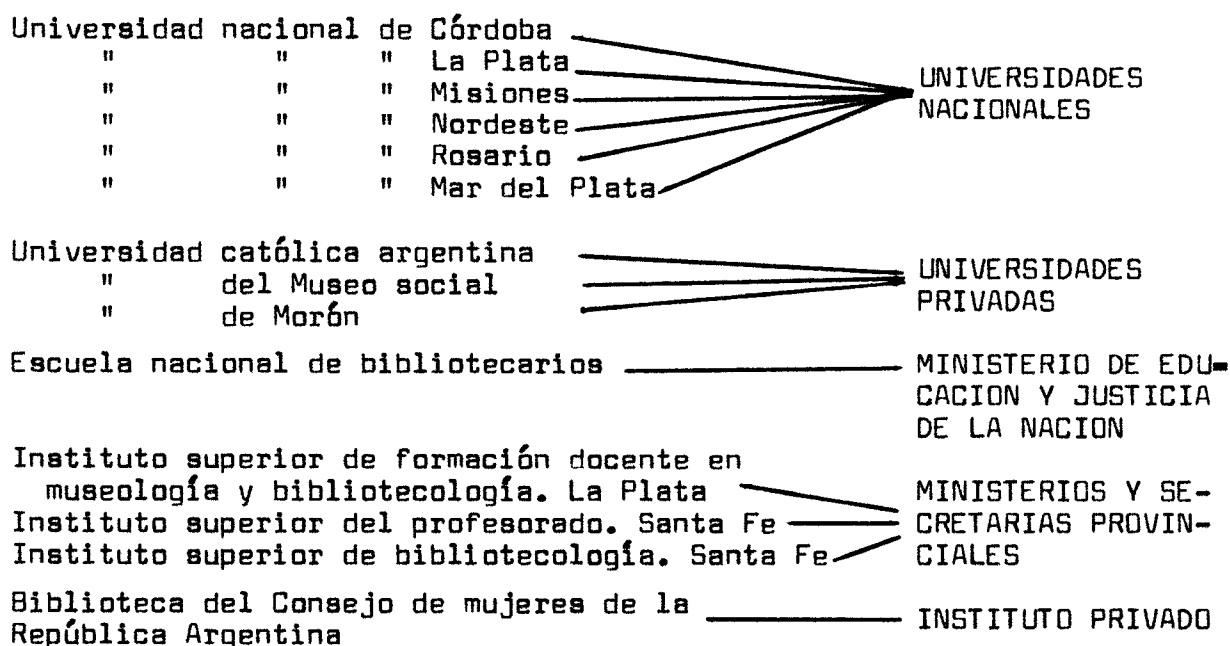 Universidad nacional de Córdoba
" " " La Plata
" " " Misiones
" " " Nordeste
" " " Rosario
" " " Mar del Plata
UNIVERSIDADES
NACIONALES
Universidad católica argentina
" del Museo social
" de Morón
UNIVERSIDADES
PRIVADAS
Escuela nacional de bibliotecarios
MINISTERIO DE EDU-
CACION Y JUSTICIA
DE LA NACION
Instituto superior de formación docente en
museología y bibliotecología. La Plata
Instituto superior del profesorado. Santa Fe
Instituto superior de bibliotecología. Santa Fe
MINISTERIOS Y SE-
CRETARIAS PROVIN-
CIALES
Biblioteca del Consejo de mujeres de la
República Argentina
INSTITUTO PRIVADO